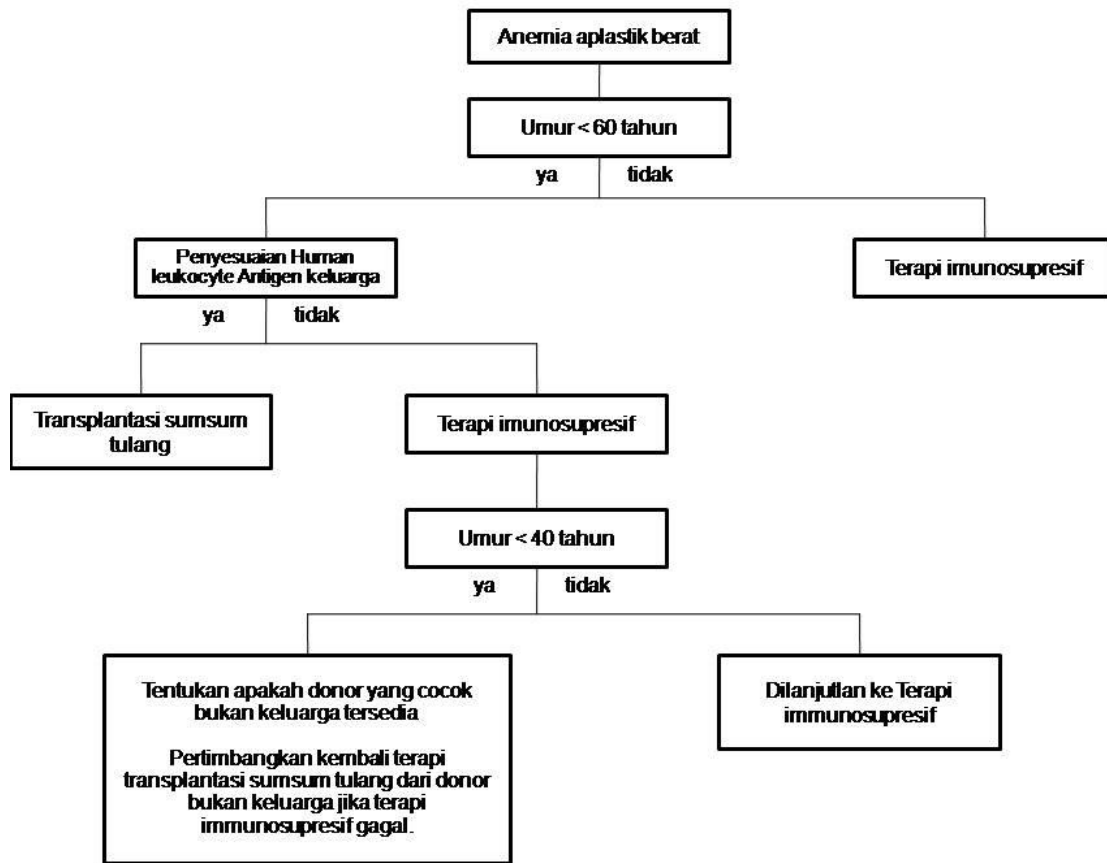 Anemia aplastik berat
Umur < 60 tahun
ya tidak
Penyesuaian Human
leukocyte Antigen keluarga
Terapi imunosupresif
ya tidak
Transplantasi sumsum
tulang
Terapi imunosupresif
Umur < 40 tahun
ya tidak
Tentukan apakah donor yang cocok
bukan keluarga tersedia
Pertimbangkan kembali terapi
transplantasi sumsum tulang dari donor
bukan keluarga jika terapi
immunosupresif gagal.
Dilanjutlan ke Terapi
immunosupresif